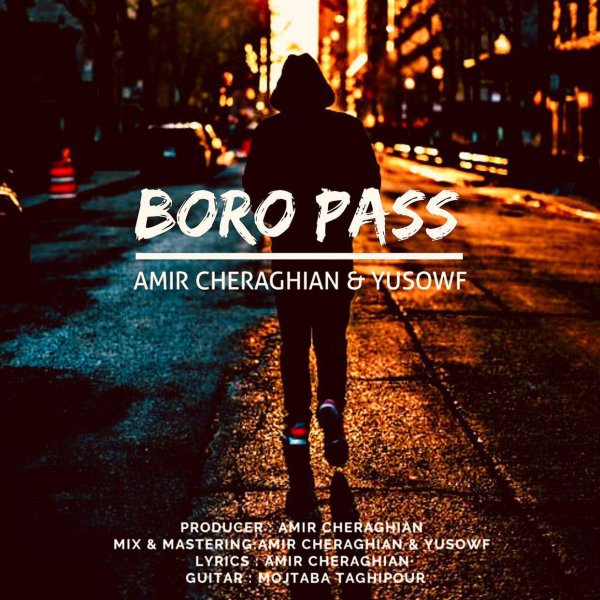 BORO PASS
AMIR CHERAGHIAN & YUSOWF
PRODUCER : AMIR CHERAGHIAN
MIX & MASTERING:AMIR CHERAGHIAN & YUSOWF
LYRICS : AMIR CHERAGHIAN
GUITAR : MOJTABA TAGHIPOUR